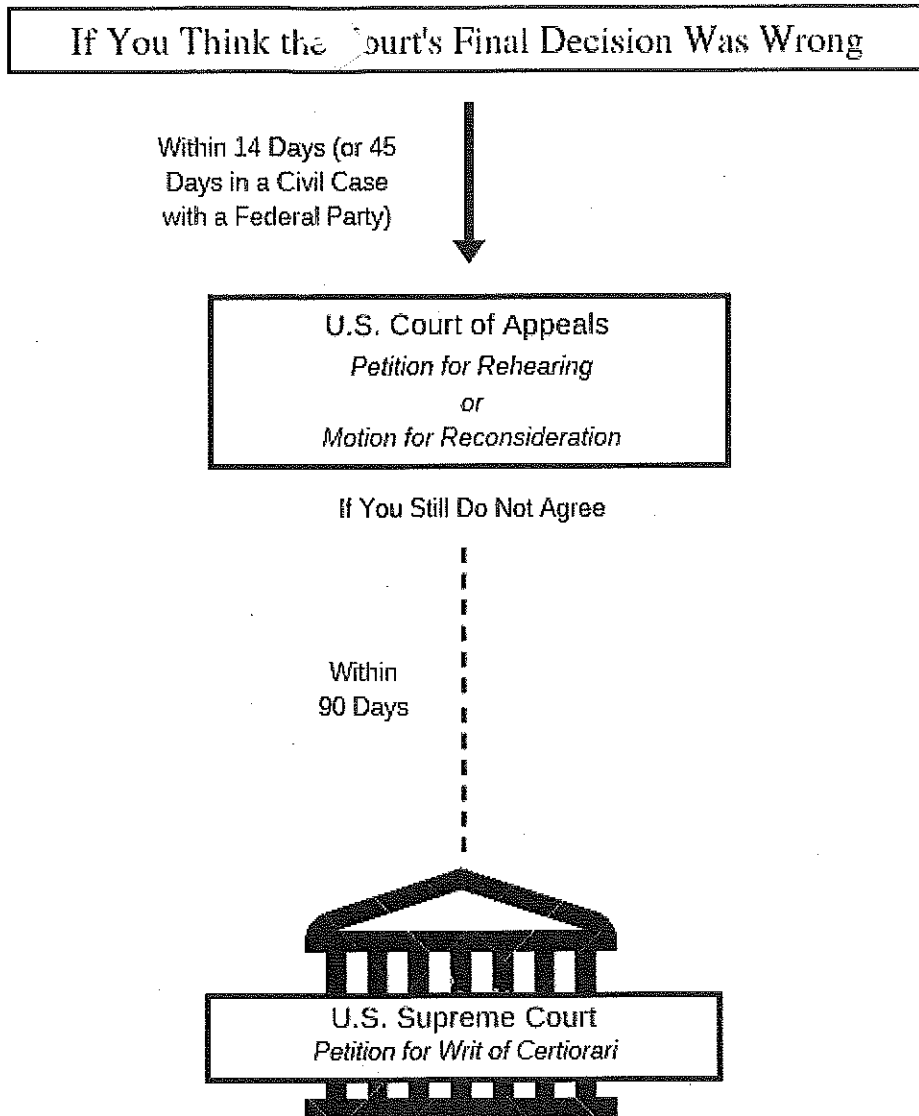 If You Think the ourt's Final Decision Was Wrong
Within 14 Days (or 45
Days in a Civil Case
with a Federal Party)
U.S. Court of Appeals
Petition for Rehearing
or
Motion for Reconsideration
If You Still Do Not Agree
Within
90 Days
U.S. Supreme Court
Petition for Writ of Certiorari